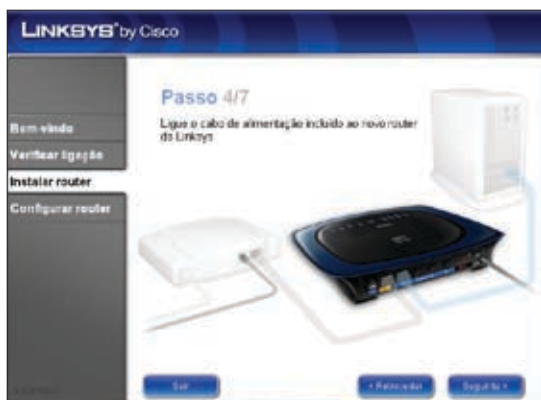 LINKSYS® by Cisco
Passo 4/7
Ligue o cabo de alimentação incluído ao novo router
da Linksys
Bem-vindo
Verificar ligação
Instalar router
Configurar router
Sair
Retroceder
Seguinte